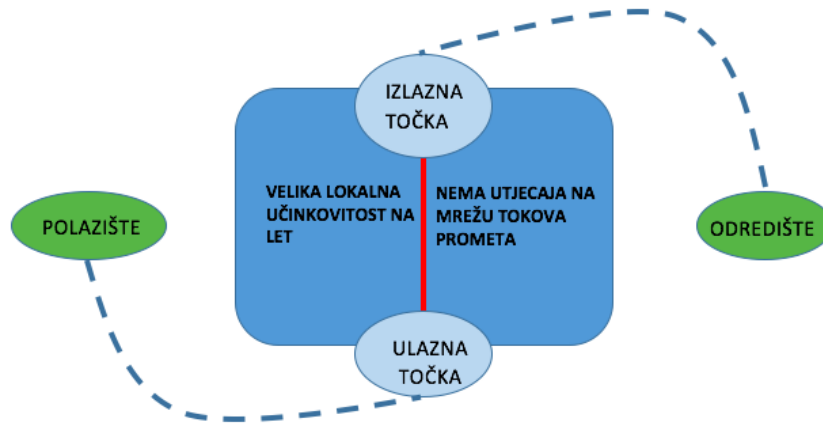 IZLAZNA
TOČKA
VELIKA LOKALNA
UČINKOVITOST NA
LET
NEMA UTJECAJA NA
MREŽU TOKOVA
PROMETA
POLAZIŠTE
ODREDIŠTE
ULAZNA
TOČKA